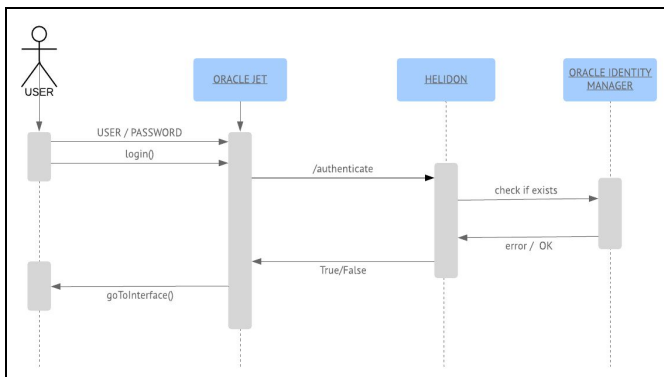 USER
ORACLE JET
HELIDON
ORACLE IDENTITY
MANAGER
USER / PASSWORD
login()
/authenticate
check if exists
error / OK
True/False
goToInterface()